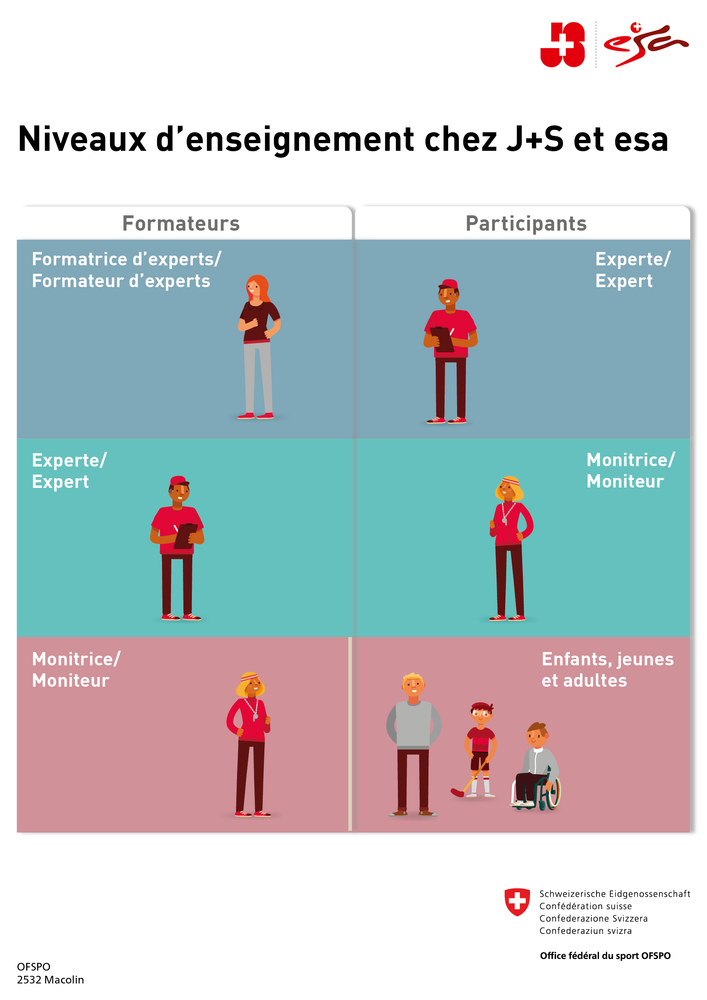 J+S
esa
Niveaux d’enseignement chez J+S et esa
Formateurs
Participants
Formatrice d’experts/
Formateur d’experts
Experte/
Expert
Experte/
Expert
Monitrice/
Moniteur
Monitrice/
Moniteur
Enfants, jeunes
et adultes
Schweizerische Eidgenossenschaft
Confédération suisse
Confederazione Svizzera
Confederaziun svizra
Office fédéral du sport OFSPO
OFSPO
2532 Macolin